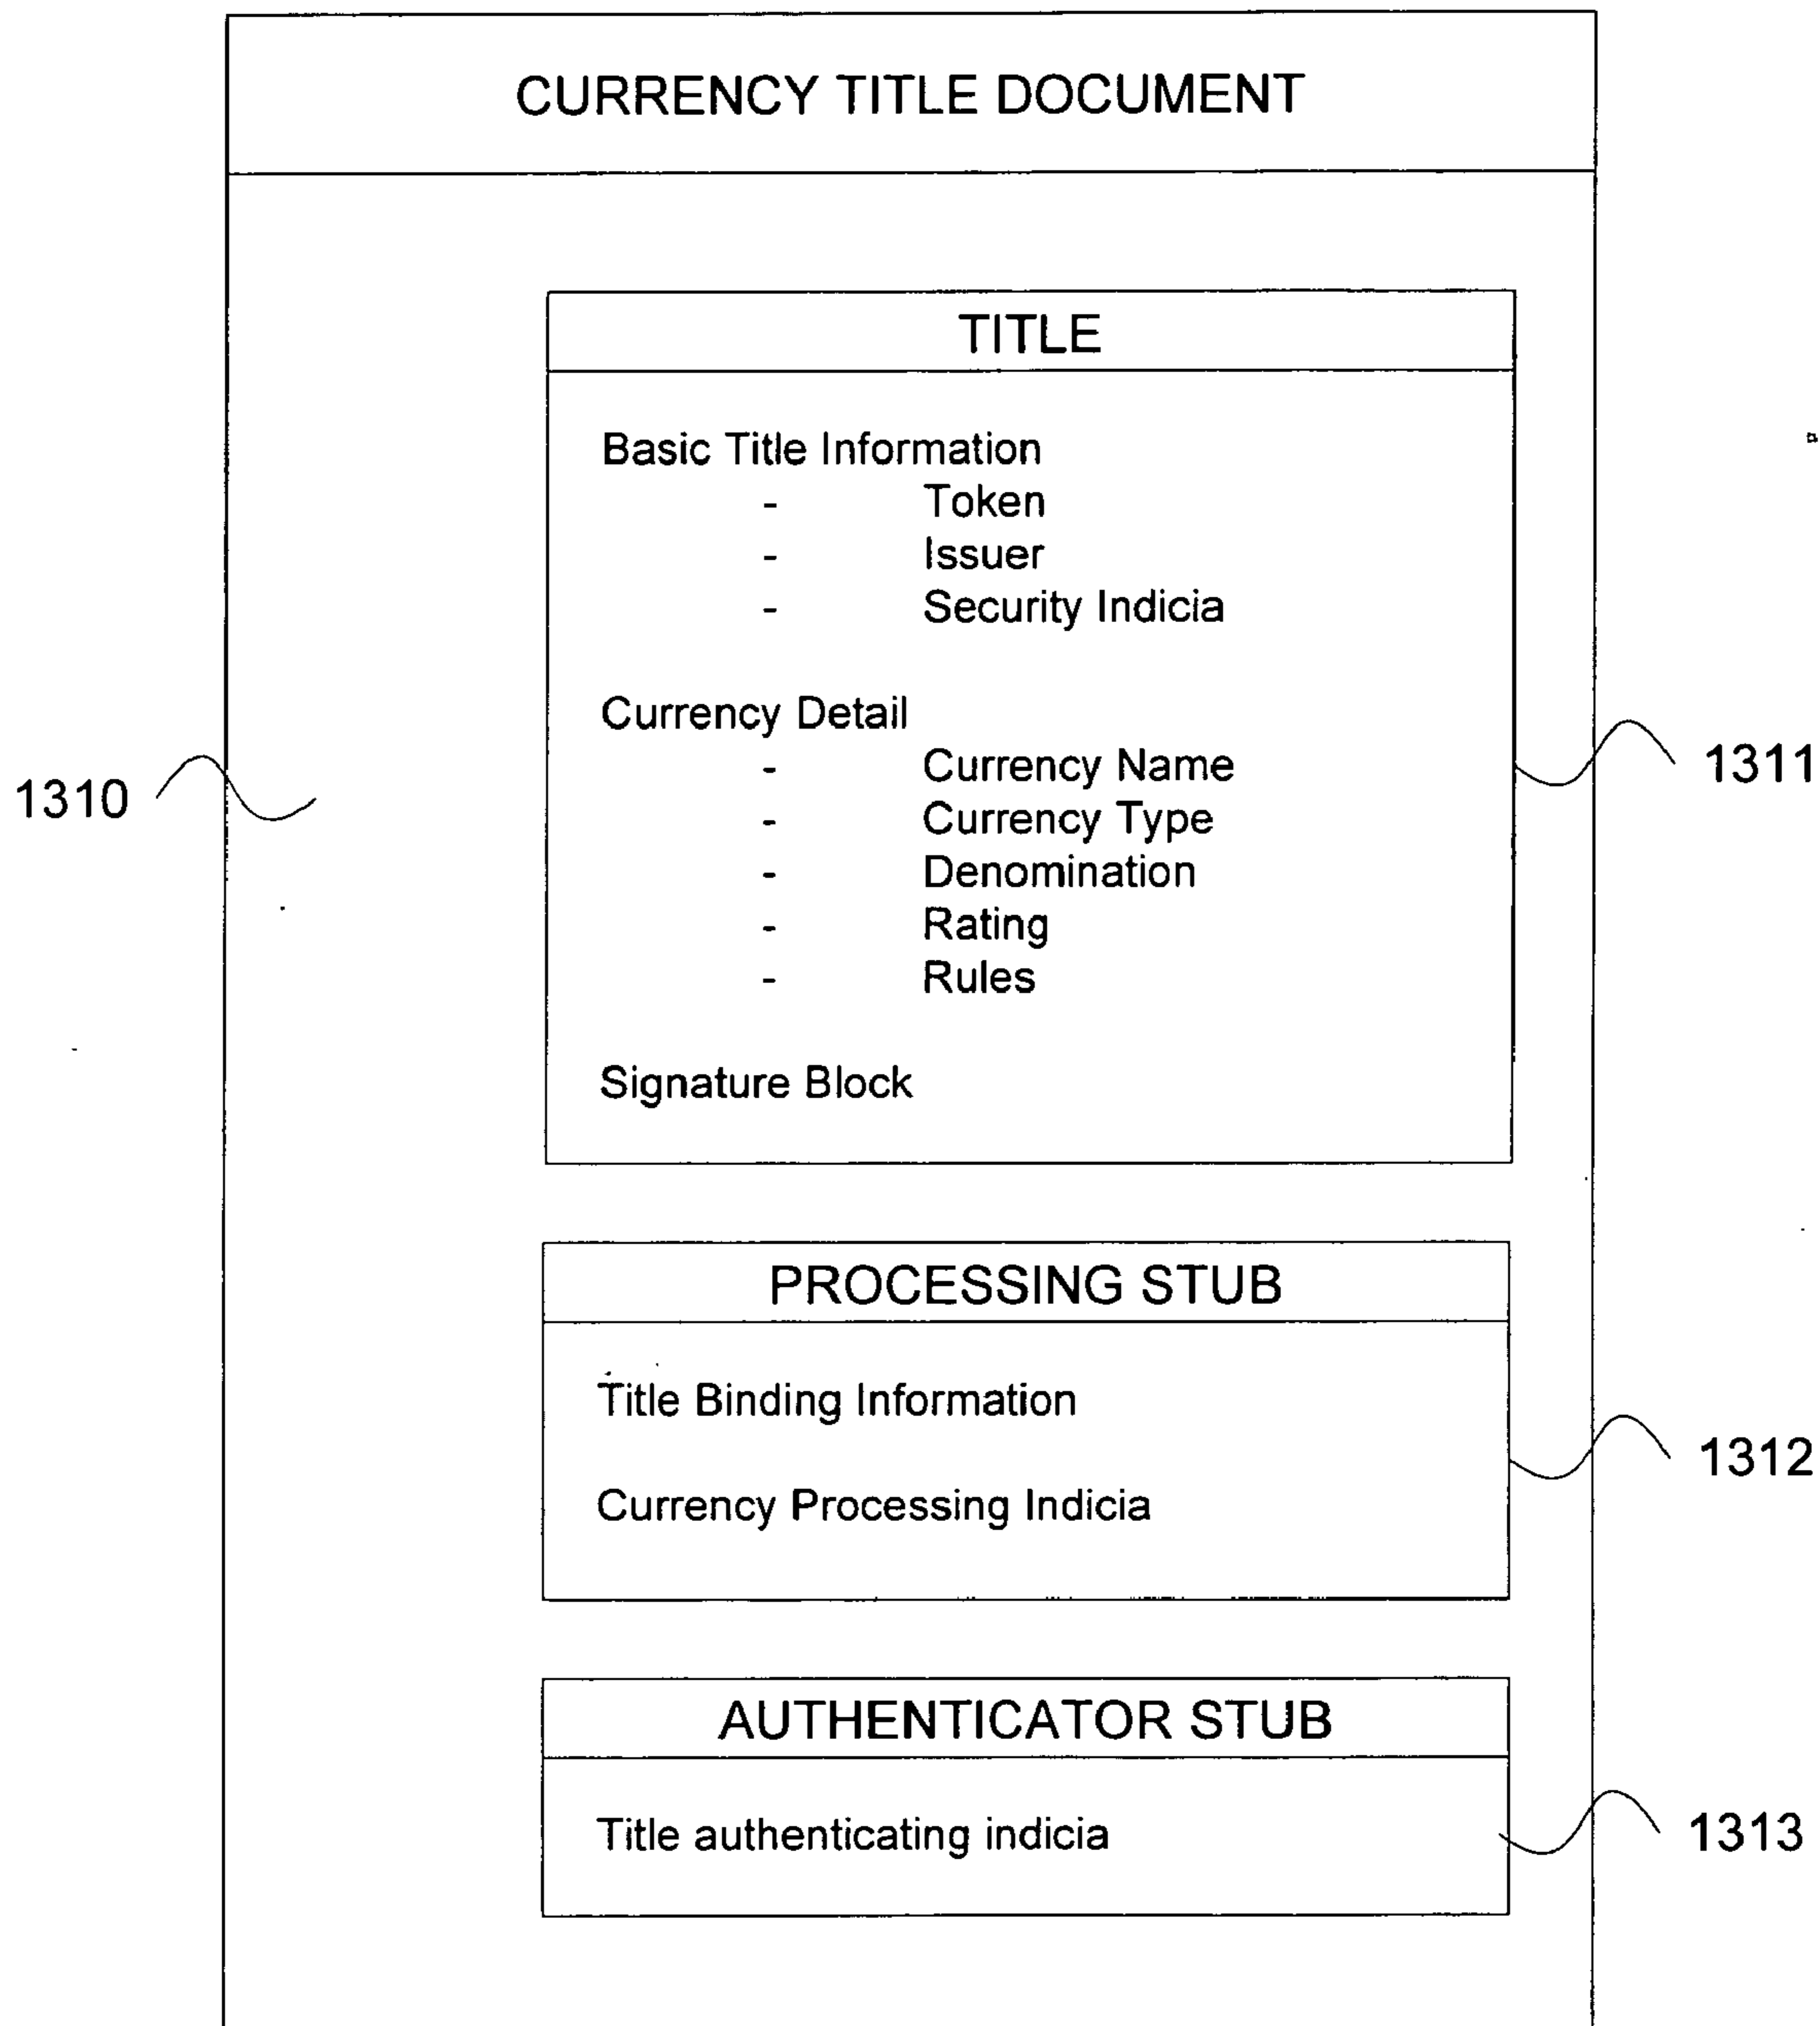 CURRENCY TITLE DOCUMENT
TITLE
Basic Title Information
- Token
- Issuer
- Security Indicia
Currency Detail
- Currency Name
- Currency Type
- Denomination
- Rating
- Rules
Signature Block
1310
1311
PROCESSING STUB
Title Binding Information
Currency Processing Indicia
1312
AUTHENTICATOR STUB
Title authenticating indicia
1313